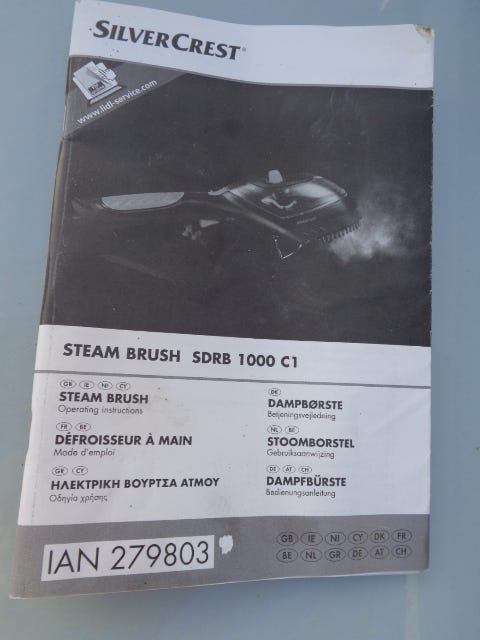 SILVERCREST®
www.lidl-service.com
STEAM BRUSH SDRB 1000 C1
GB IE NI CY
STEAM BRUSH
Operating instructions
FR BE
DÉFROISSEUR À MAIN
Mode d'emploi
GR CY
ΗΛΕΚΤΡΙΚΗ ΒΟΥΡΤΣΑ ΑΤΜΟΥ
Οδηγία χρήσης
DK
DAMPBØRSTE
Betjeningsvejledning
NL BE
STOOMBORSTEL
Gebruiksaanwijzing
DE AT CH
DAMPFBÜRSTE
Bedienungsanleitung
IAN 279803
GB IE NI CY DK FR
BE NL GR DE AT CH